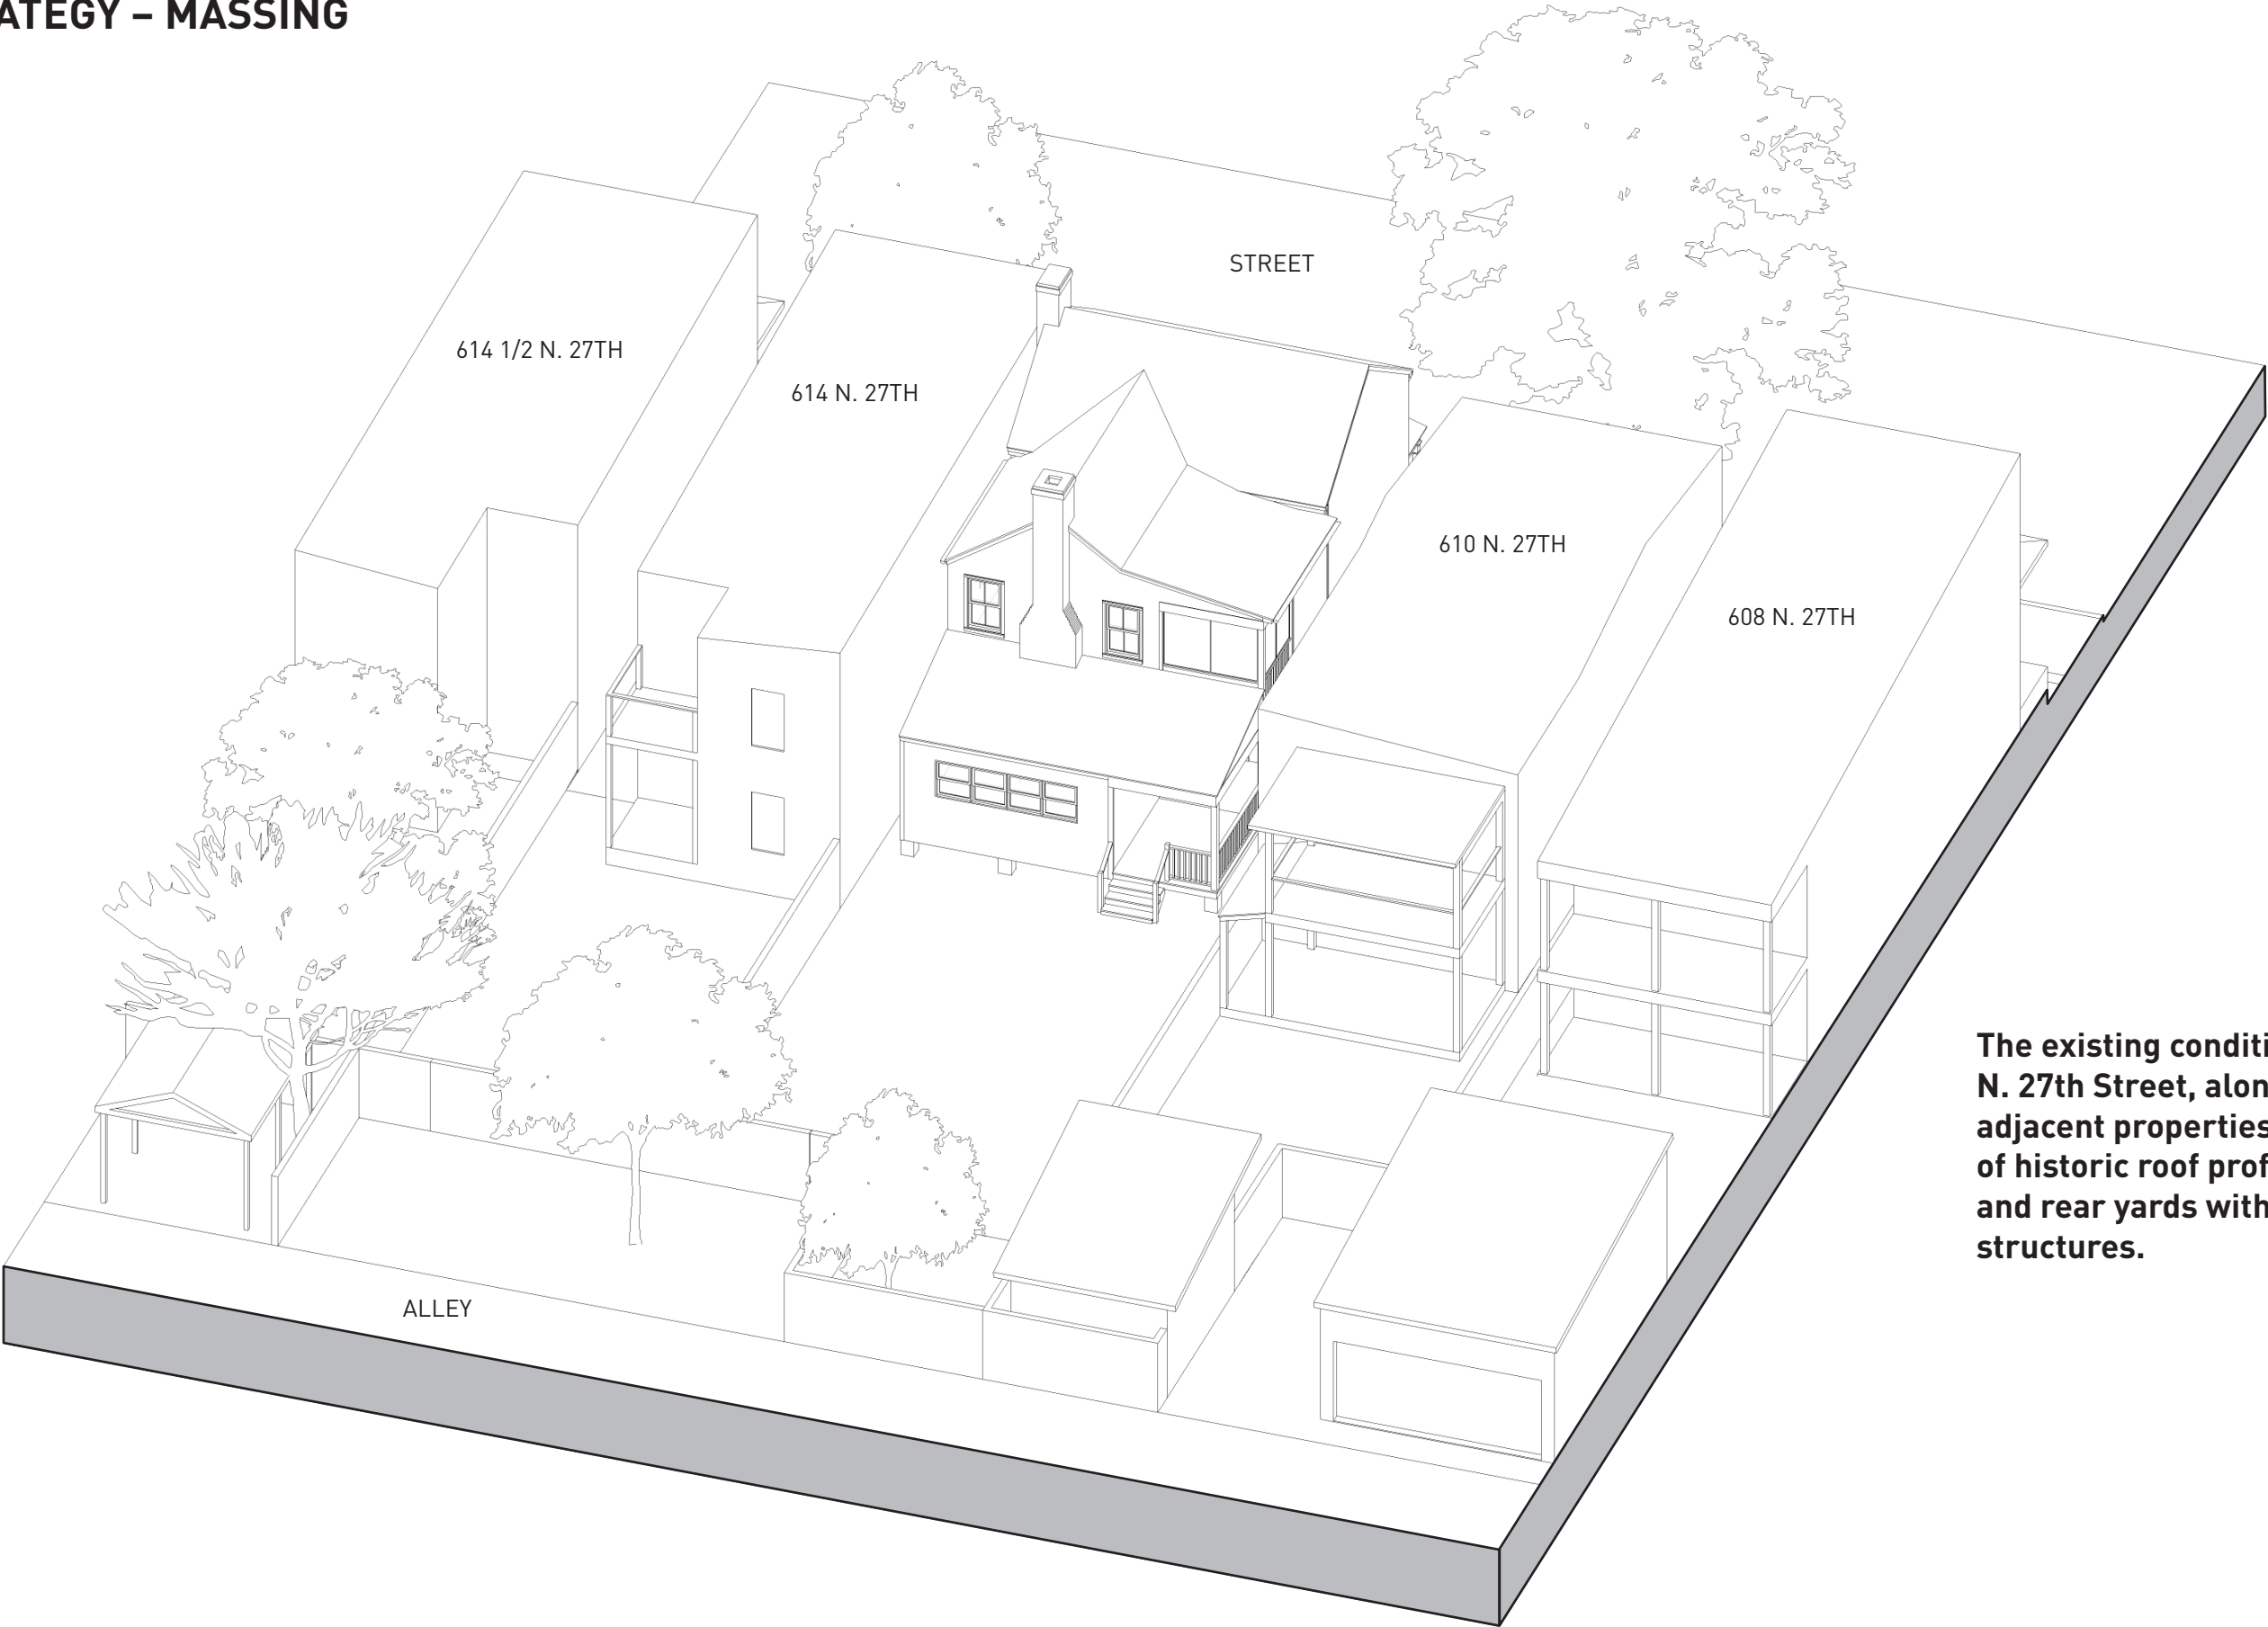 ATEGY – MASSING
STREET
614 1/2 N. 27TH
614 N. 27TH
610 N. 27TH
608 N. 27TH
The existing conditi
N. 27th Street, alon
adjacent properties
of historic roof prof
and rear yards with
structures.
ALLEY